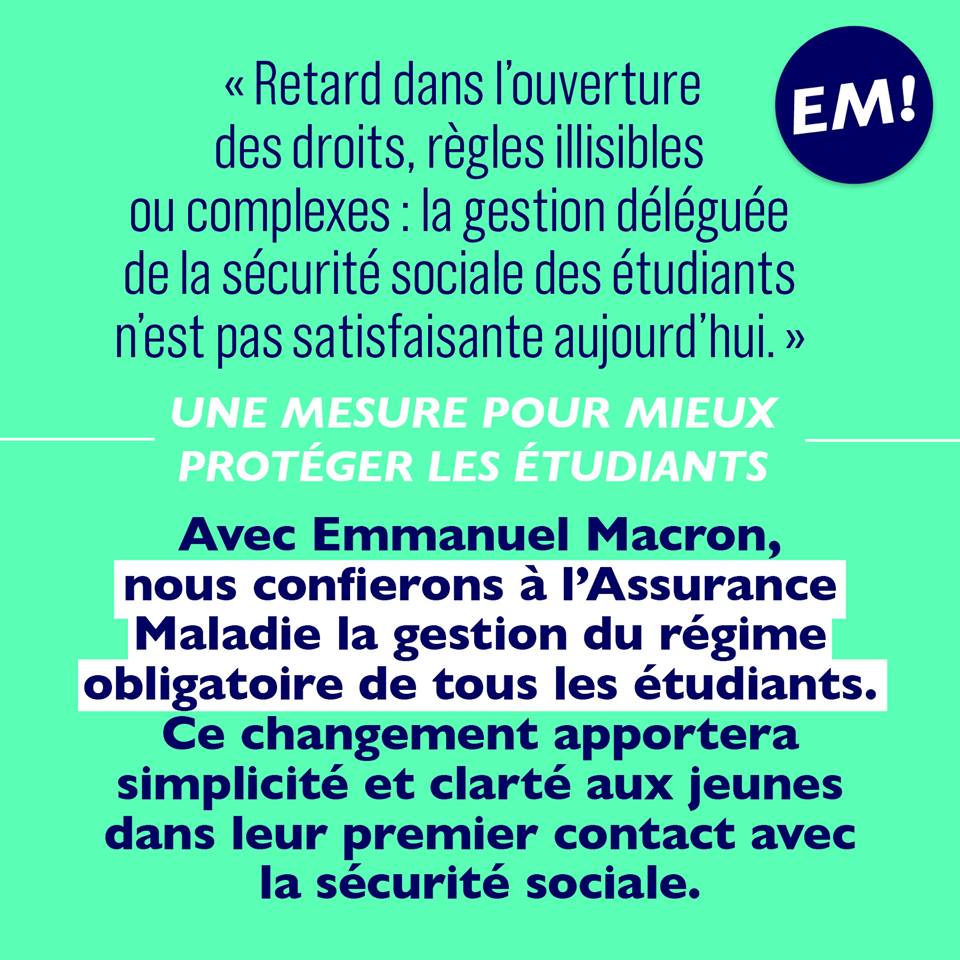 « Retard dans l’ouverture
des droits, règles illisibles
ou complexes : la gestion déléguée
de la sécurité sociale des étudiants
n’est pas satisfaisante aujourd’hui. »
EM!
UNE MESURE POUR MIEUX
PROTÉGER LES ÉTUDIANTS
Avec Emmanuel Macron,
nous confierons à l’Assurance
Maladie la gestion du régime
obligatoire de tous les étudiants.
Ce changement apportera
simplicité et clarté aux jeunes
dans leur premier contact avec
la sécurité sociale.